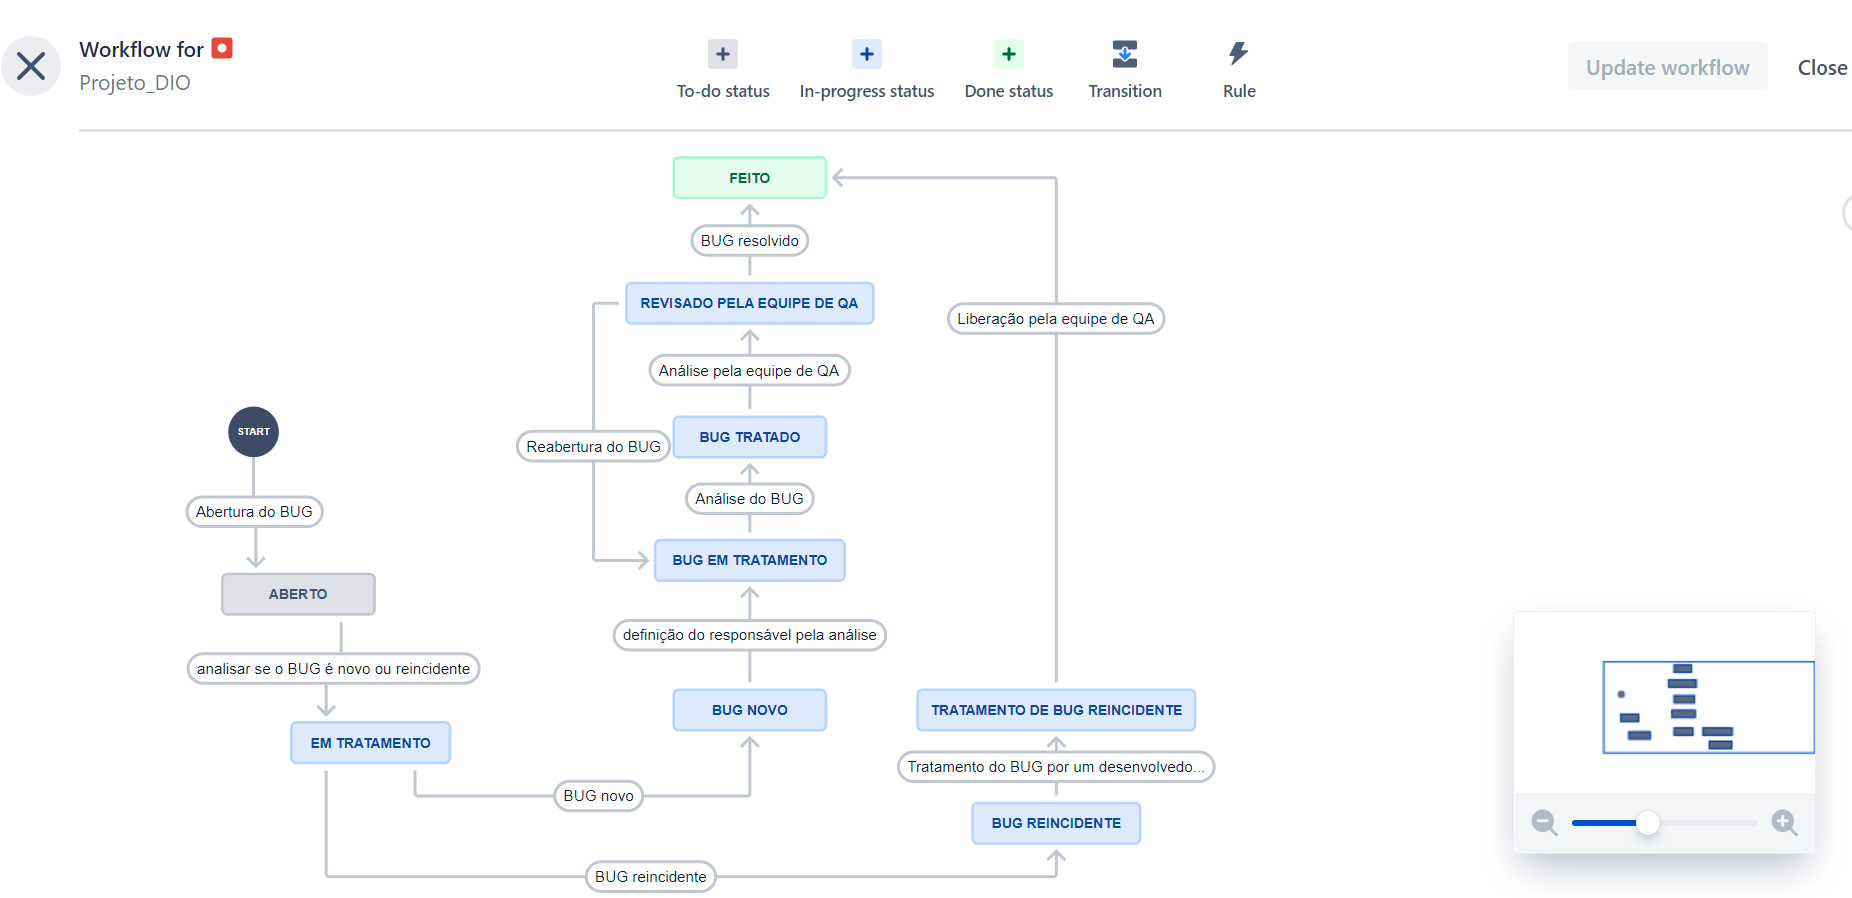 Workflow for
Projeto_DIO
To-do status
In-progress status
Done status
Transition
Rule
Update workflow
Close
FEITO
BUG resolvido
REVISADO PELA EQUIPE DE QA
Liberação pela equipe de QA
Análise pela equipe de QA
START
BUG TRATADO
Reabertura do BUG
Análise do BUG
Abertura do BUG
BUG EM TRATAMENTO
ABERTO
definição do responsável pela análise
analisar se o BUG é novo ou reincidente
BUG NOVO
TRATAMENTO DE BUG REINCIDENTE
EM TRATAMENTO
Tratamento do BUG por um desenvolvedo...
BUG novo
BUG REINCIDENTE
BUG reincidente